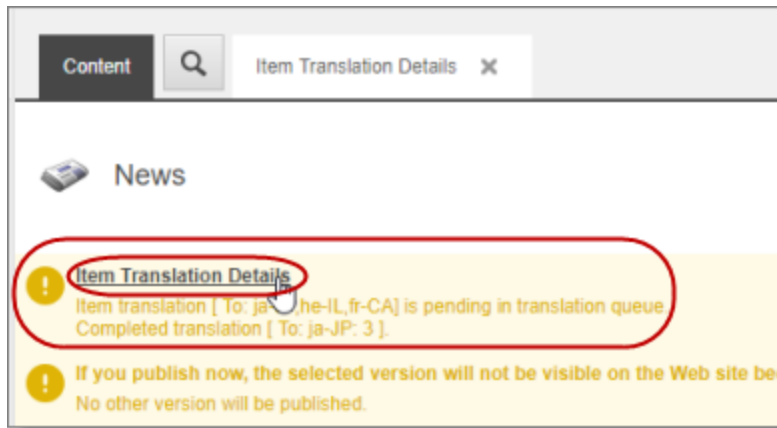 Content
Item Translation Details
News
Item Translation Details
Item translation [ To: ,he-IL,fr-CA] is pending in translation queue.
Completed translation [ To: ja-JP: 3 ].
If you publish now, the selected version will not be visible on the Web site
No other version will be published.